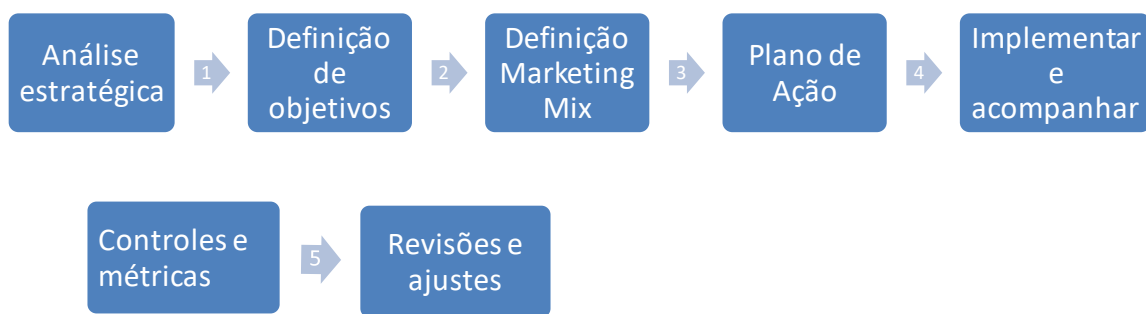 Análise
estratégica
1
Definição
de
objetivos
2
Definição
Marketing
Mix
3
Plano de
Ação
4
Implementar
e
acompanhar
Controles e
métricas
5
Revisões e
ajustes